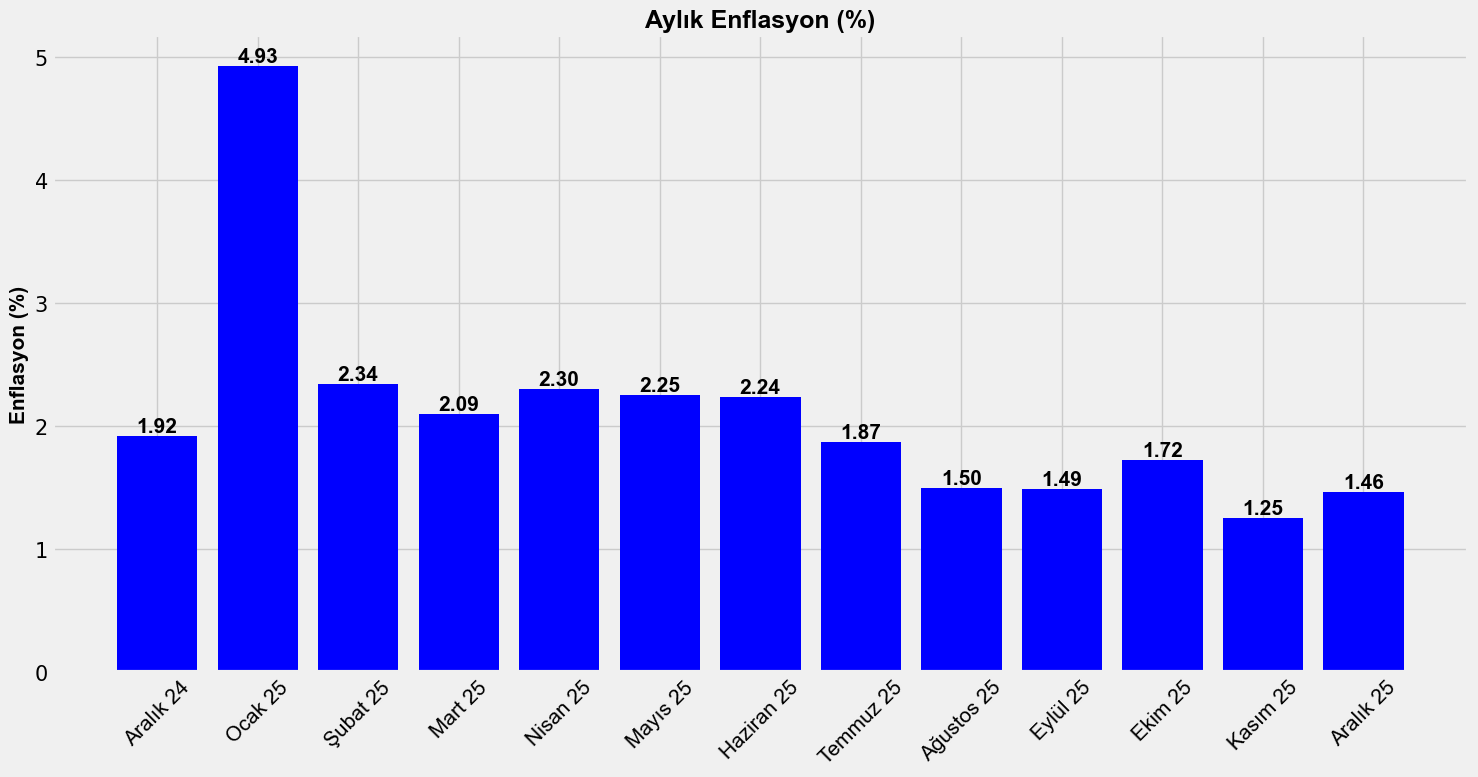 Aylık Enflasyon (%)
Enflasyon (%)
5
4
3
2
1
0
1.92
4.93
2.34
2.09
2.30
2.25
2.24
1.87
1.50
1.49
1.72
1.25
1.46
Aralık 24
Ocak 25
Şubat 25
Mart 25
Nisan 25
Mayıs 25
Haziran 25
Temmuz 25
Ağustos 25
Eylül 25
Ekim 25
Kasım 25
Aralık 25